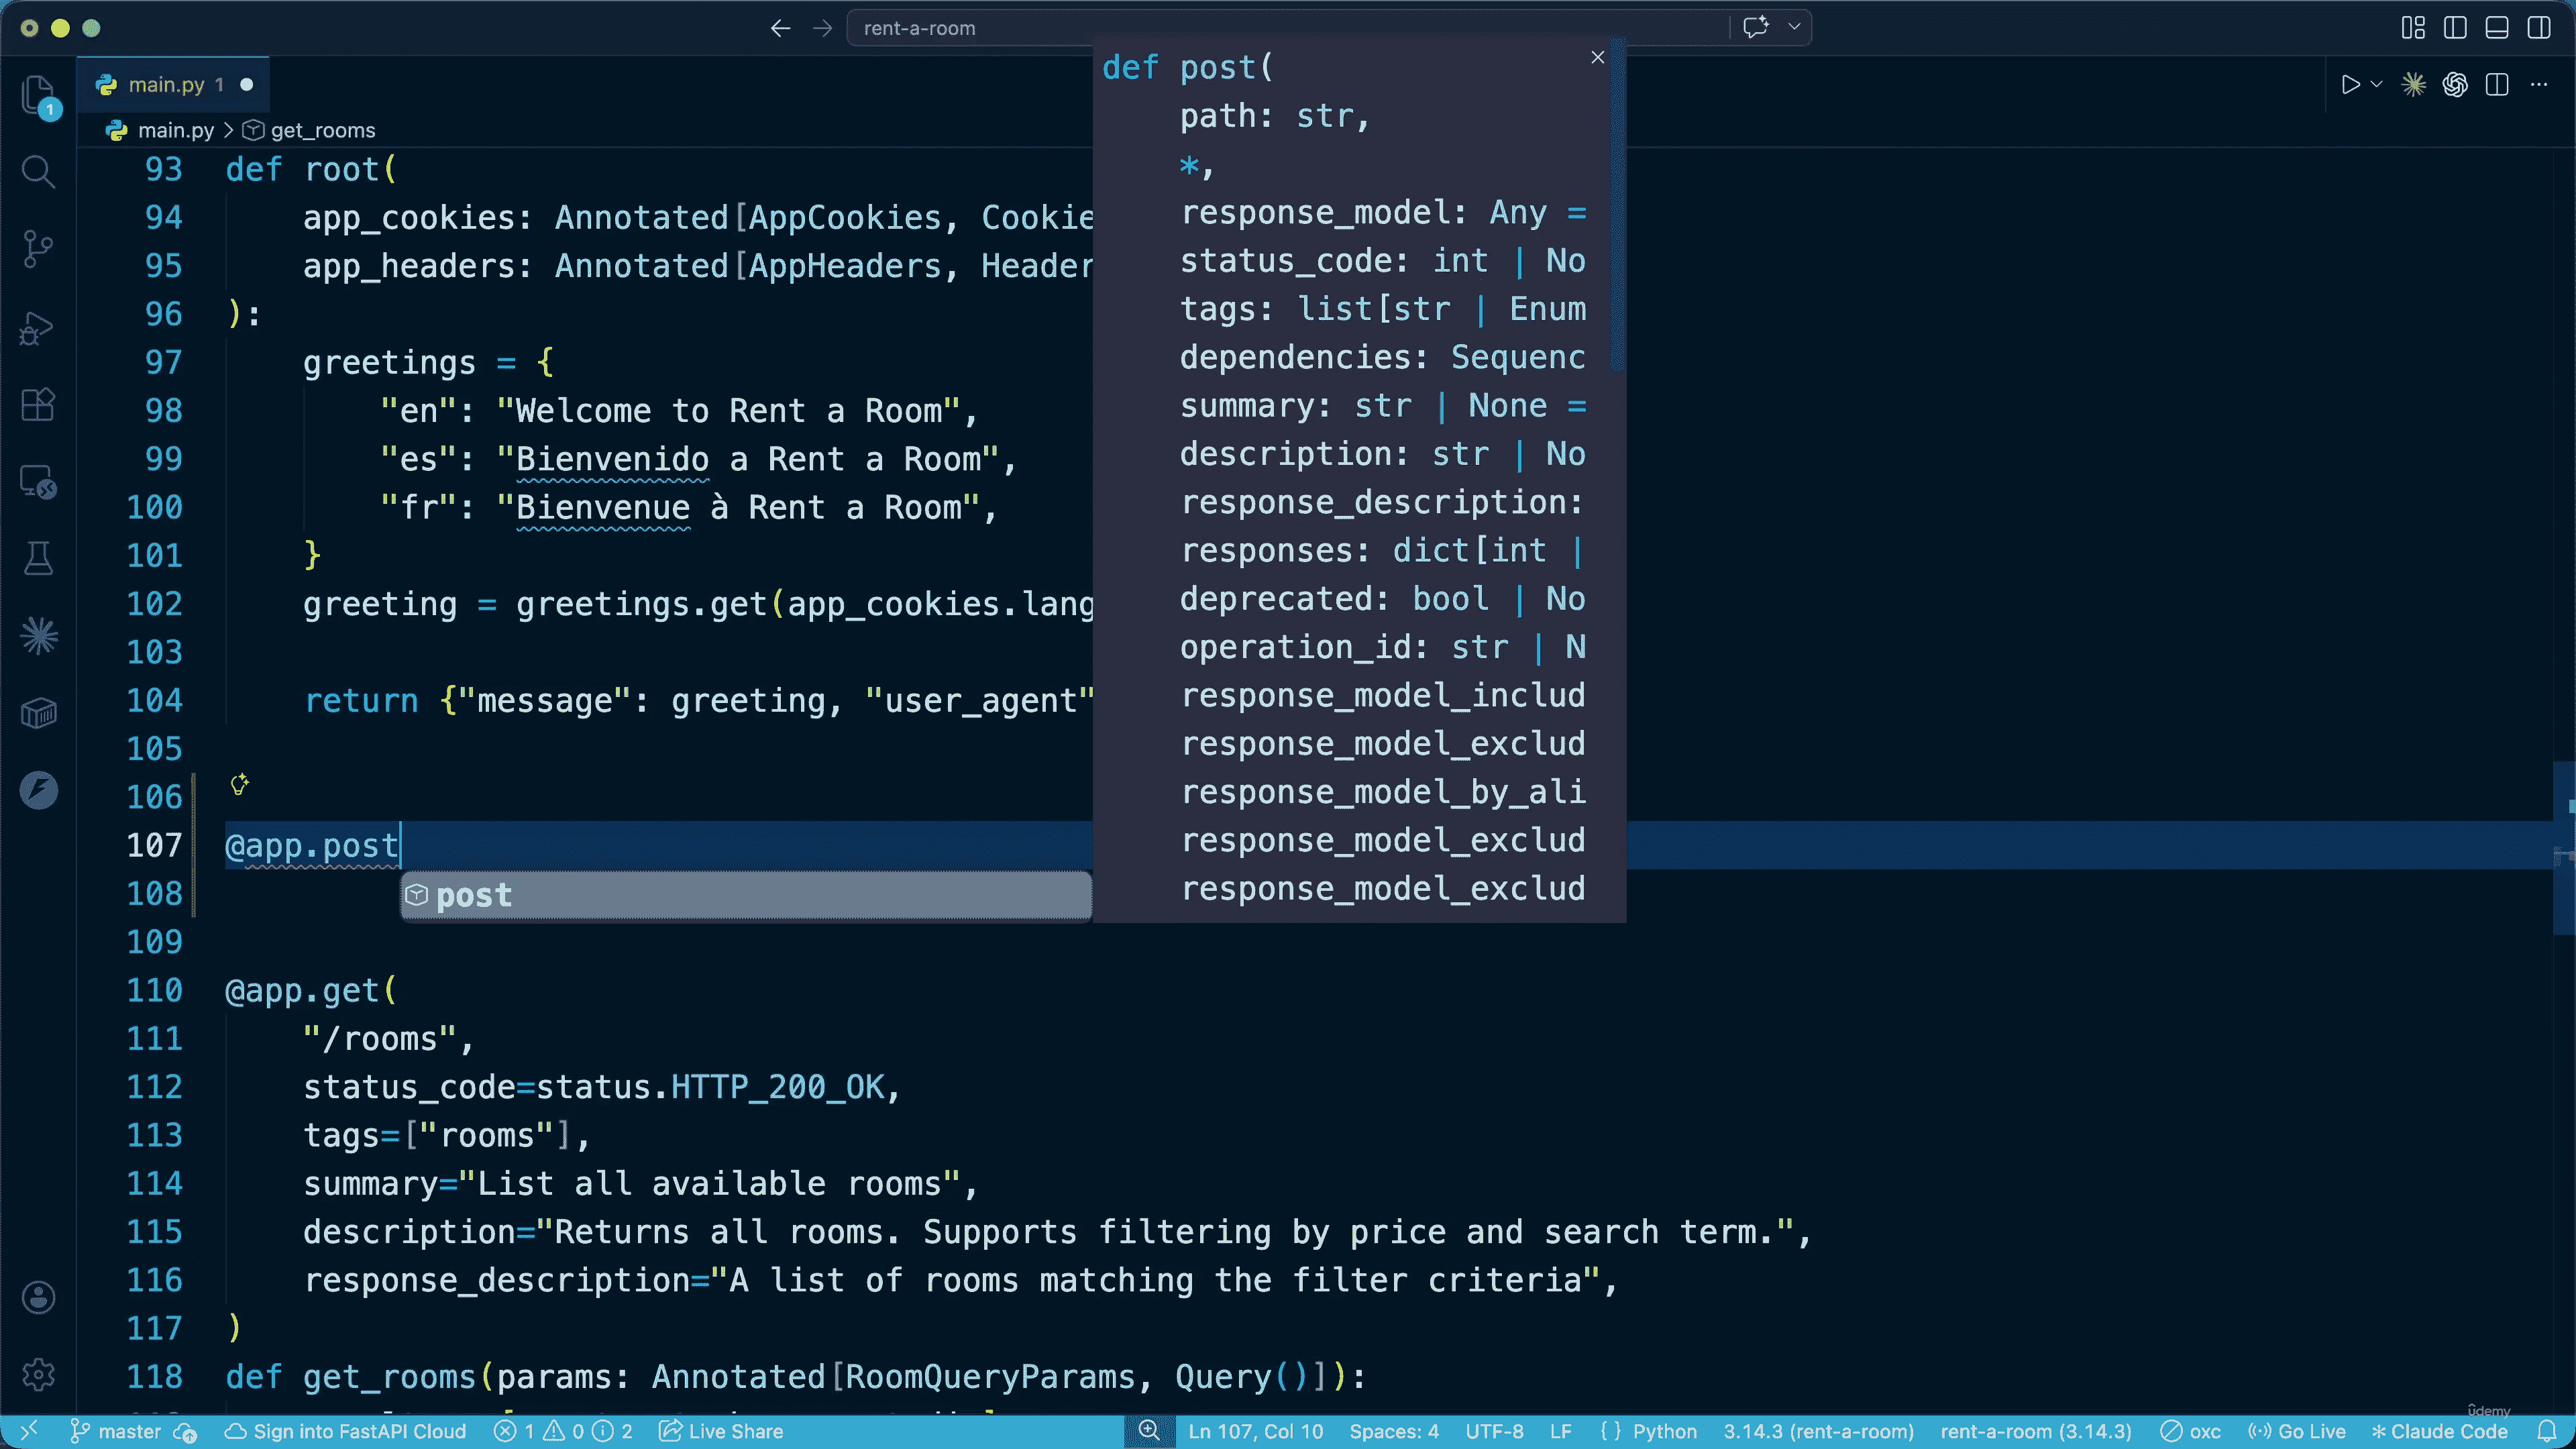 rent-a-room
main.py 1
1
main.py > get_rooms
93 def root(
94 app_cookies: Annotated[AppCookies, Cookie
95 app_headers: Annotated[AppHeaders, Header
96 ):
97 greetings = {
98 "en": "Welcome to Rent a Room",
99 "es": "Bienvenido a Rent a Room",
100 "fr": "Bienvenue à Rent a Room",
101 }
102 greeting = greetings.get(app_cookies.lang
103
104 return {"message": greeting, "user_agent"
105
106
107 @app.post
108
109
110 @app.get(
111 "/rooms",
112 status_code=status.HTTP_200_OK,
113 tags=["rooms"],
114 summary="List all available rooms",
115 description="Returns all rooms. Supports filtering by price and search term.",
116 response_description="A list of rooms matching the filter criteria",
117 )
118 def get_rooms(params: Annotated[RoomQueryParams, Query()]):
post
def post(
path: str,
*,
response_model: Any =
status_code: int | No
tags: list[str | Enum
dependencies: Sequenc
summary: str | None =
description: str | No
response_description:
responses: dict[int |
deprecated: bool | No
operation_id: str | N
response_model_includ
response_model_exclud
response_model_by_ali
response_model_exclud
response_model_exclud
master Sign into FastAPI Cloud 1 0 2 Live Share Ln 107, Col 10 Spaces: 4 UTF-8 LF { } Python 3.14.3 (rent-a-room) rent-a-room (3.14.3) oxc Go Live Claude Code
ûdemy